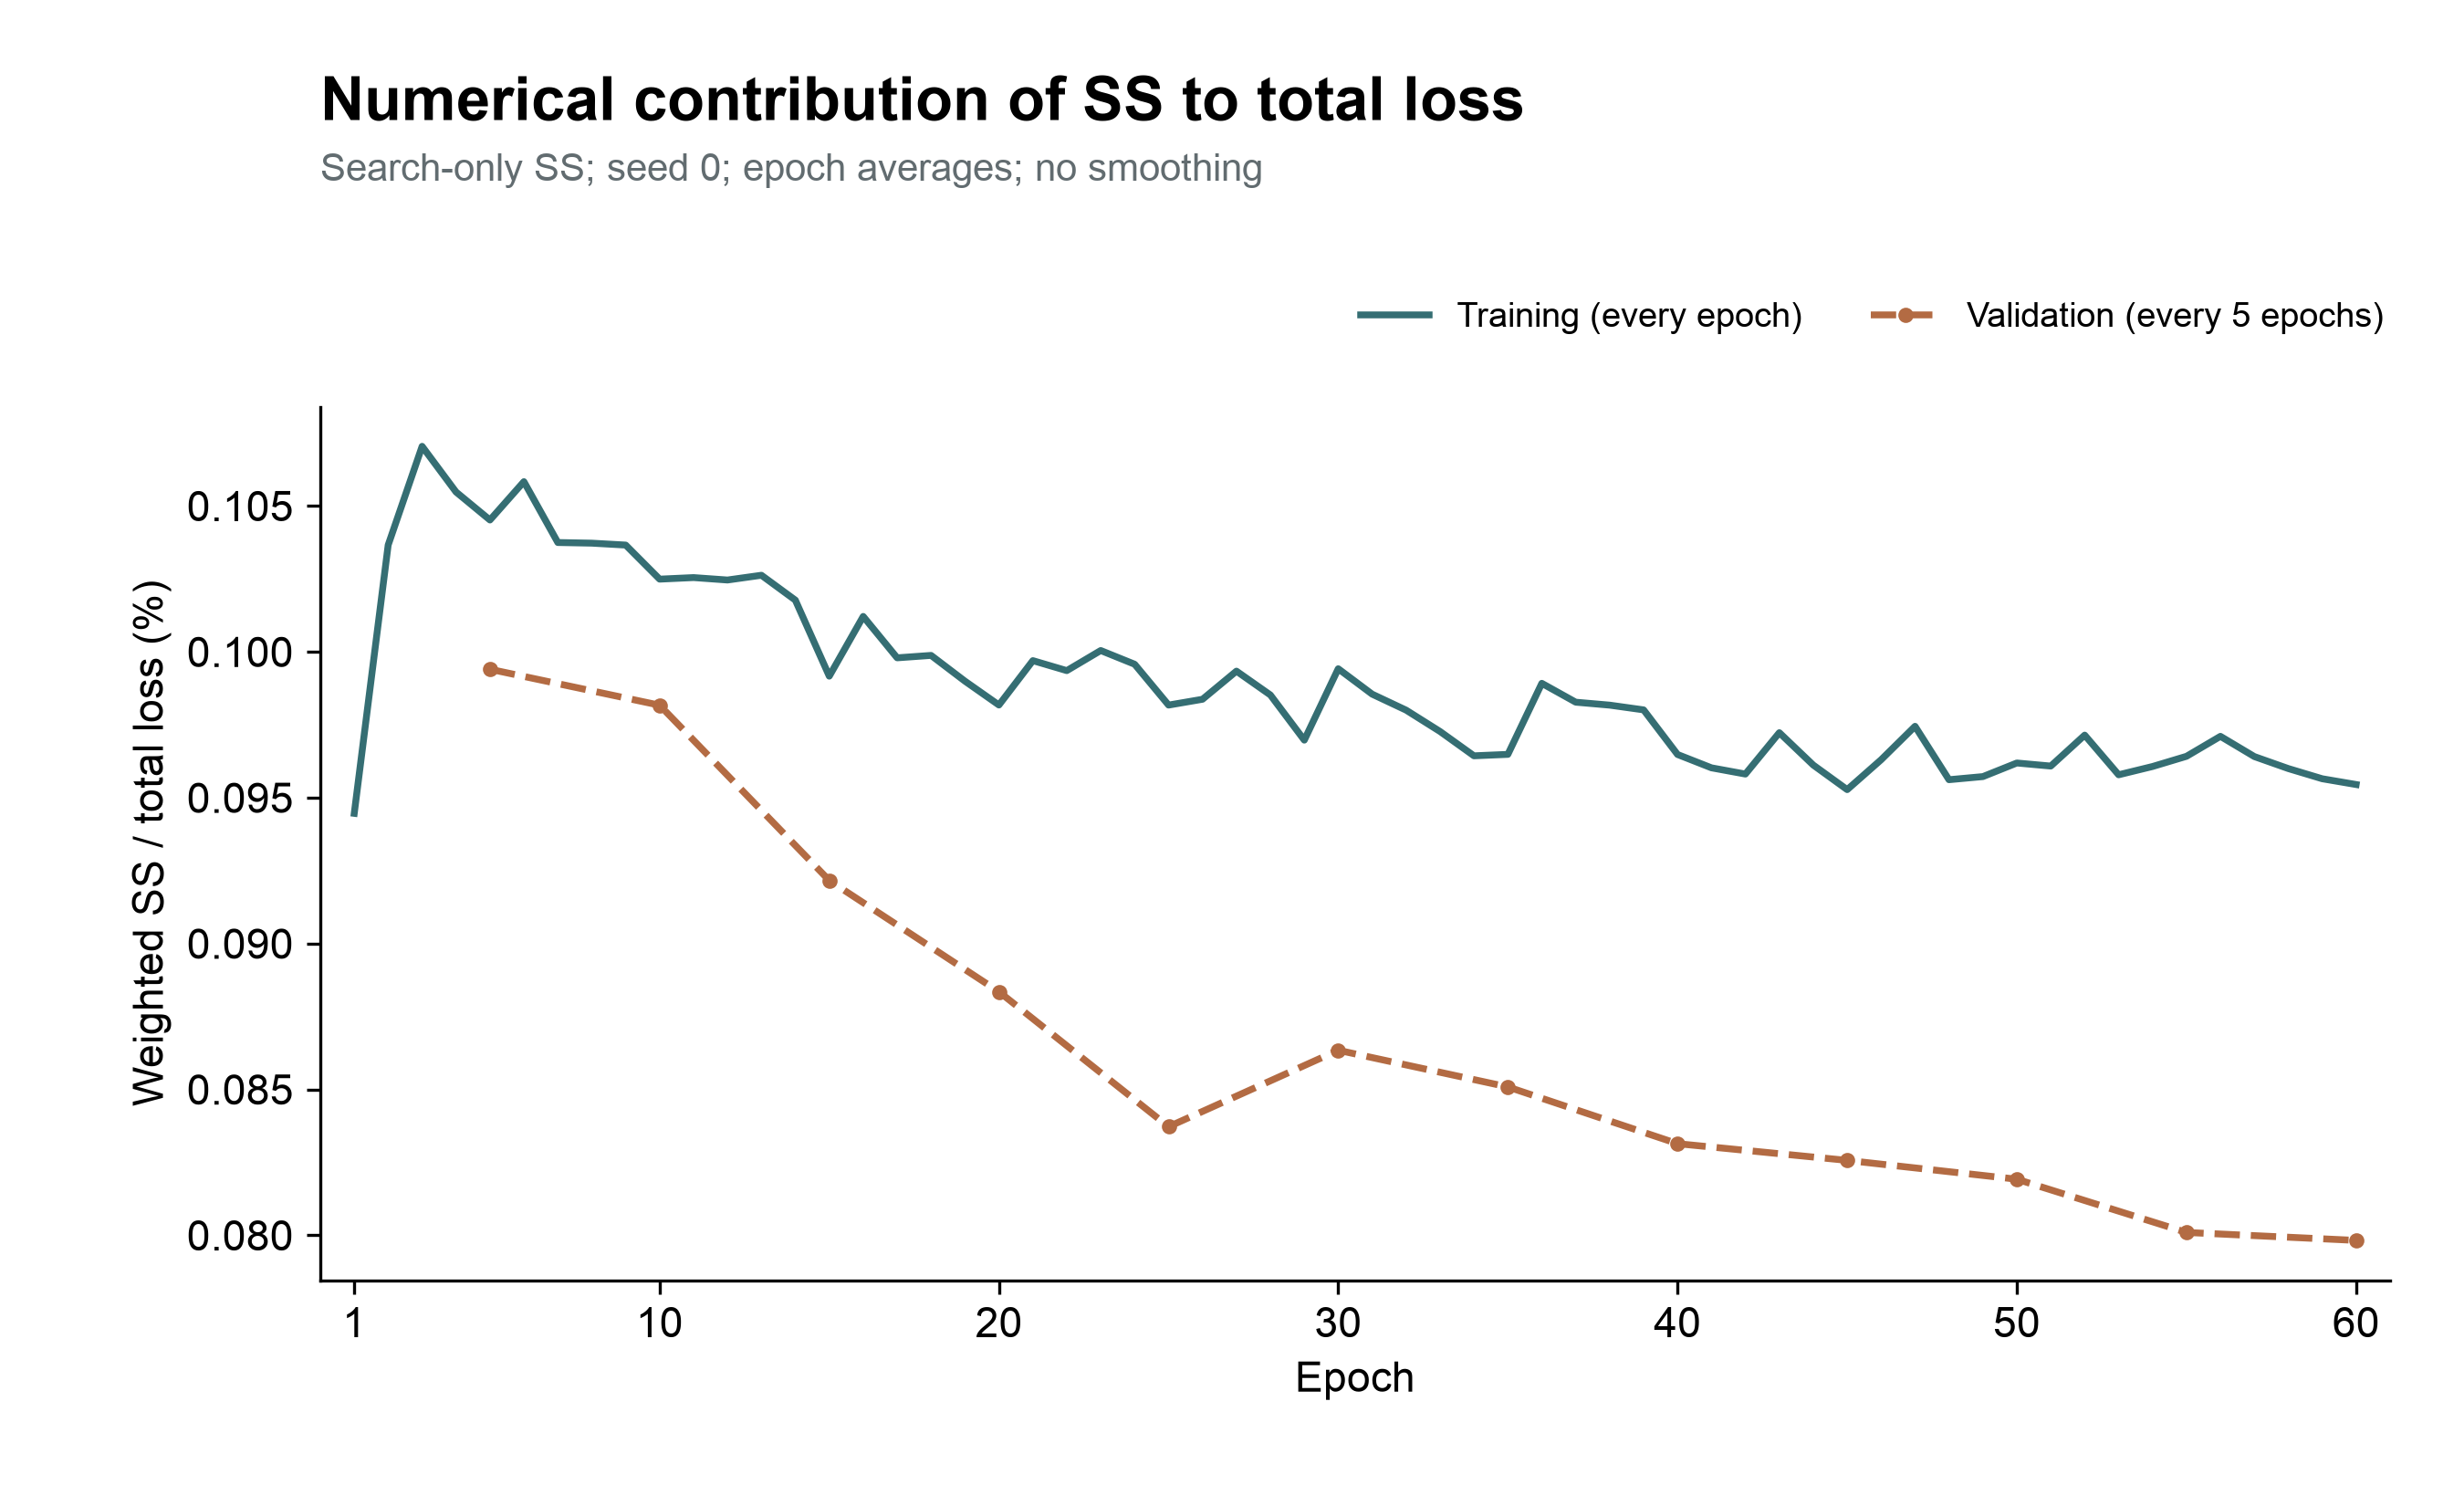 Numerical contribution of SS to total loss
Search-only SS; seed 0; epoch averages; no smoothing
Training (every epoch)
Validation (every 5 epochs)
Weighted SS / total loss (%)
0.105
0.100
0.095
0.090
0.085
0.080
1 10 20 30 40 50 60
Epoch